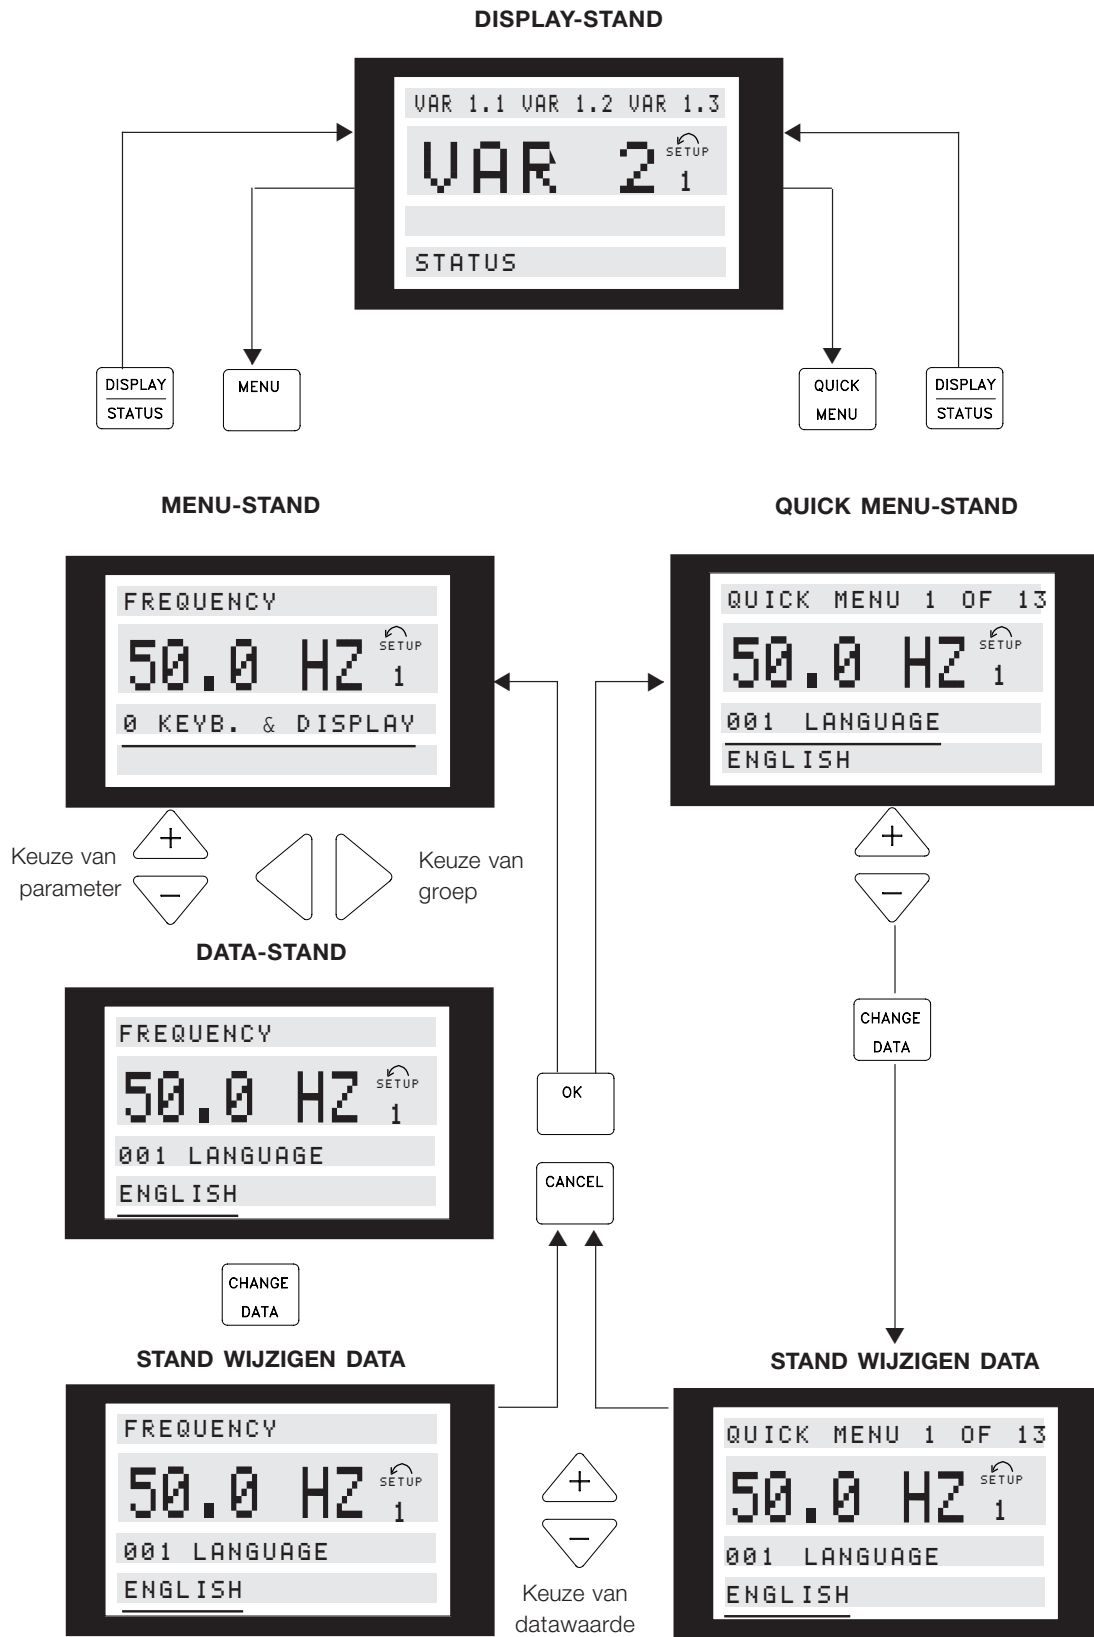 DISPLAY-STAND
VAR 1.1 VAR 1.2 VAR 1.3
VAR 2
SETUP
1
STATUS
DISPLAY
STATUS
MENU
QUICK
MENU
DISPLAY
STATUS
MENU-STAND
FREQUENCY
50.0 HZ
SETUP
1
0 KEYB. & DISPLAY
+
-
Keuze van
parameter
Keuze van
groep
QUICK MENU-STAND
QUICK MENU 1 OF 13
50.0 HZ
SETUP
1
001 LANGUAGE
ENGLISH
+
-
DATA-STAND
FREQUENCY
50.0 HZ
SETUP
1
001 LANGUAGE
ENGLISH
CHANGE
DATA
OK
CANCEL
CHANGE
DATA
STAND WIJZIGEN DATA
FREQUENCY
50.0 HZ
SETUP
1
001 LANGUAGE
ENGLISH
+
-
Keuze van
datawaarde
STAND WIJZIGEN DATA
QUICK MENU 1 OF 13
50.0 HZ
SETUP
1
001 LANGUAGE
ENGLISH